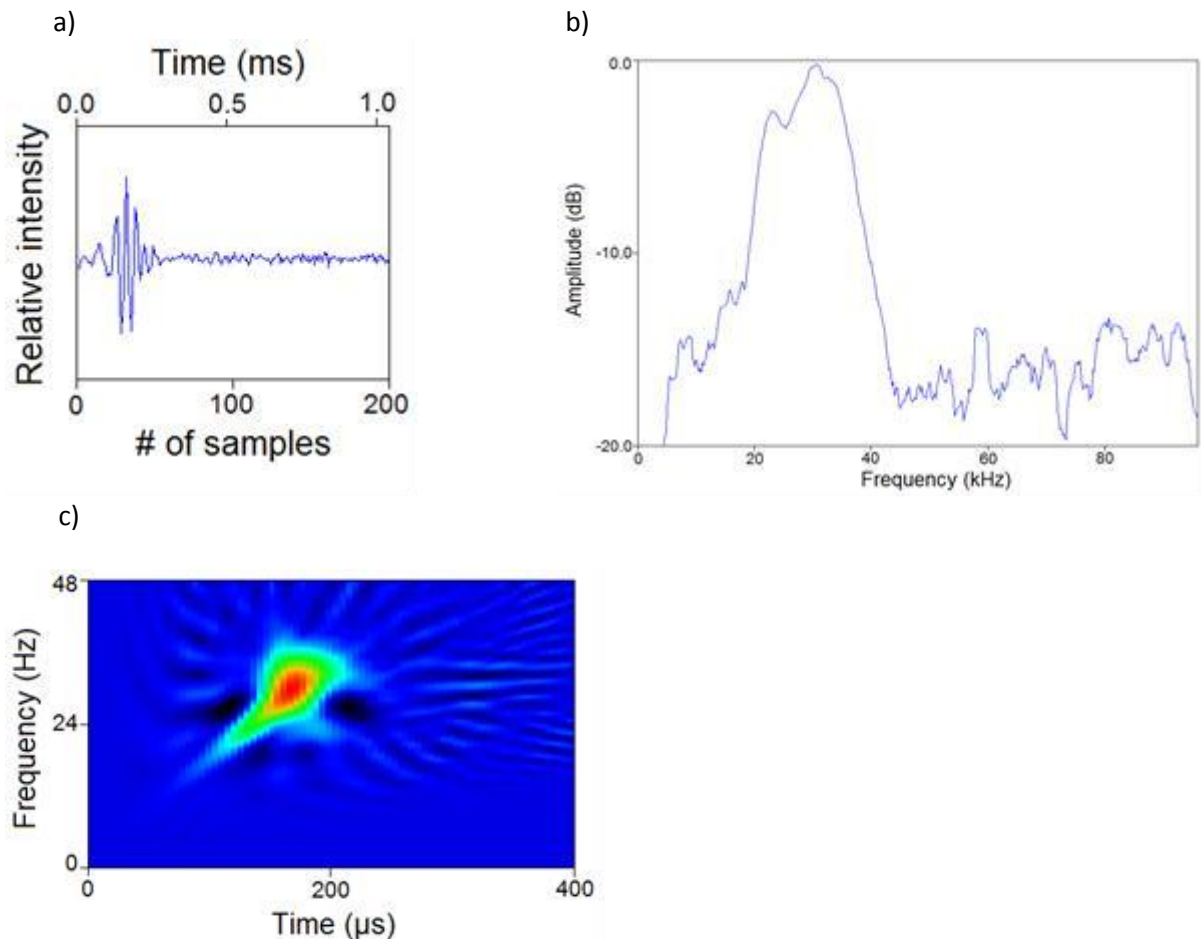 a)
Time (ms)
0.0 0.5 1.0
Relative intensity
0 100 200
# of samples
b)
0.0
-10.0
-20.0
Amplitude (dB)
0 20 40 60 80
Frequency (kHz)
c)
48
24
0
Frequency (Hz)
0 200 400
Time (µs)